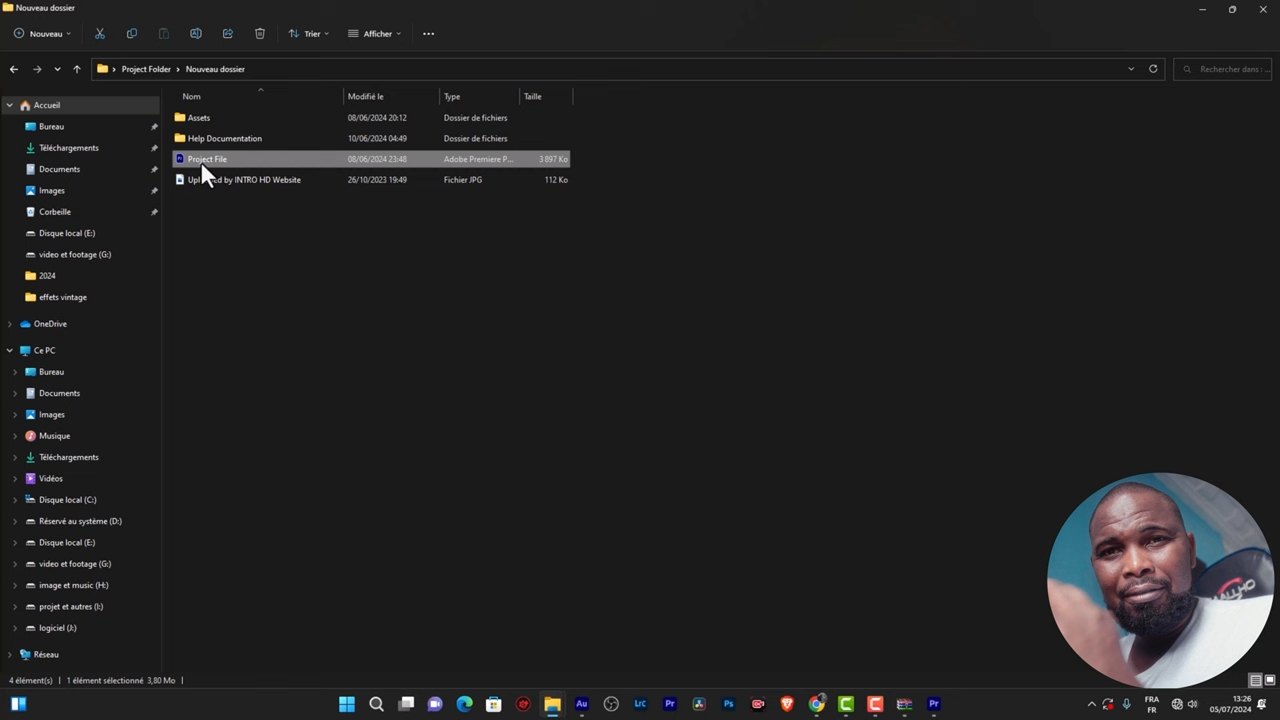 Nouveau dossier
Nouveau Trier Afficher
Project Folder Nouveau dossier Rechercher dans : ...
Nom Modifié le Type Taille
Assets 08/06/2024 20:12 Dossier de fichiers
Help Documentation 10/06/2024 04:49 Dossier de fichiers
Project File 08/06/2024 23:48 Adobe Premiere P... 3 897 Ko
by INTRO HD Website 26/10/2023 19:49 Fichier JPG 112 Ko
Accueil
Bureau
Téléchargements
Documents
Images
Corbeille
Disque local (E:)
video et footage (G:)
2024
effets vintage
OneDrive
Ce PC
Bureau
Documents
Images
Musique
Téléchargements
Vidéos
Disque local (C:)
Réservé au système (D:)
Disque local (E:)
video et footage (G:)
image et music (H:)
projet et autres (I:)
logiciel (J:)
Réseau
4 élément(s) 1 élément sélectionné 3,80 Mo
Au Lrc Pr Ps Pr
FRA
FR
13:26
05/07/2024